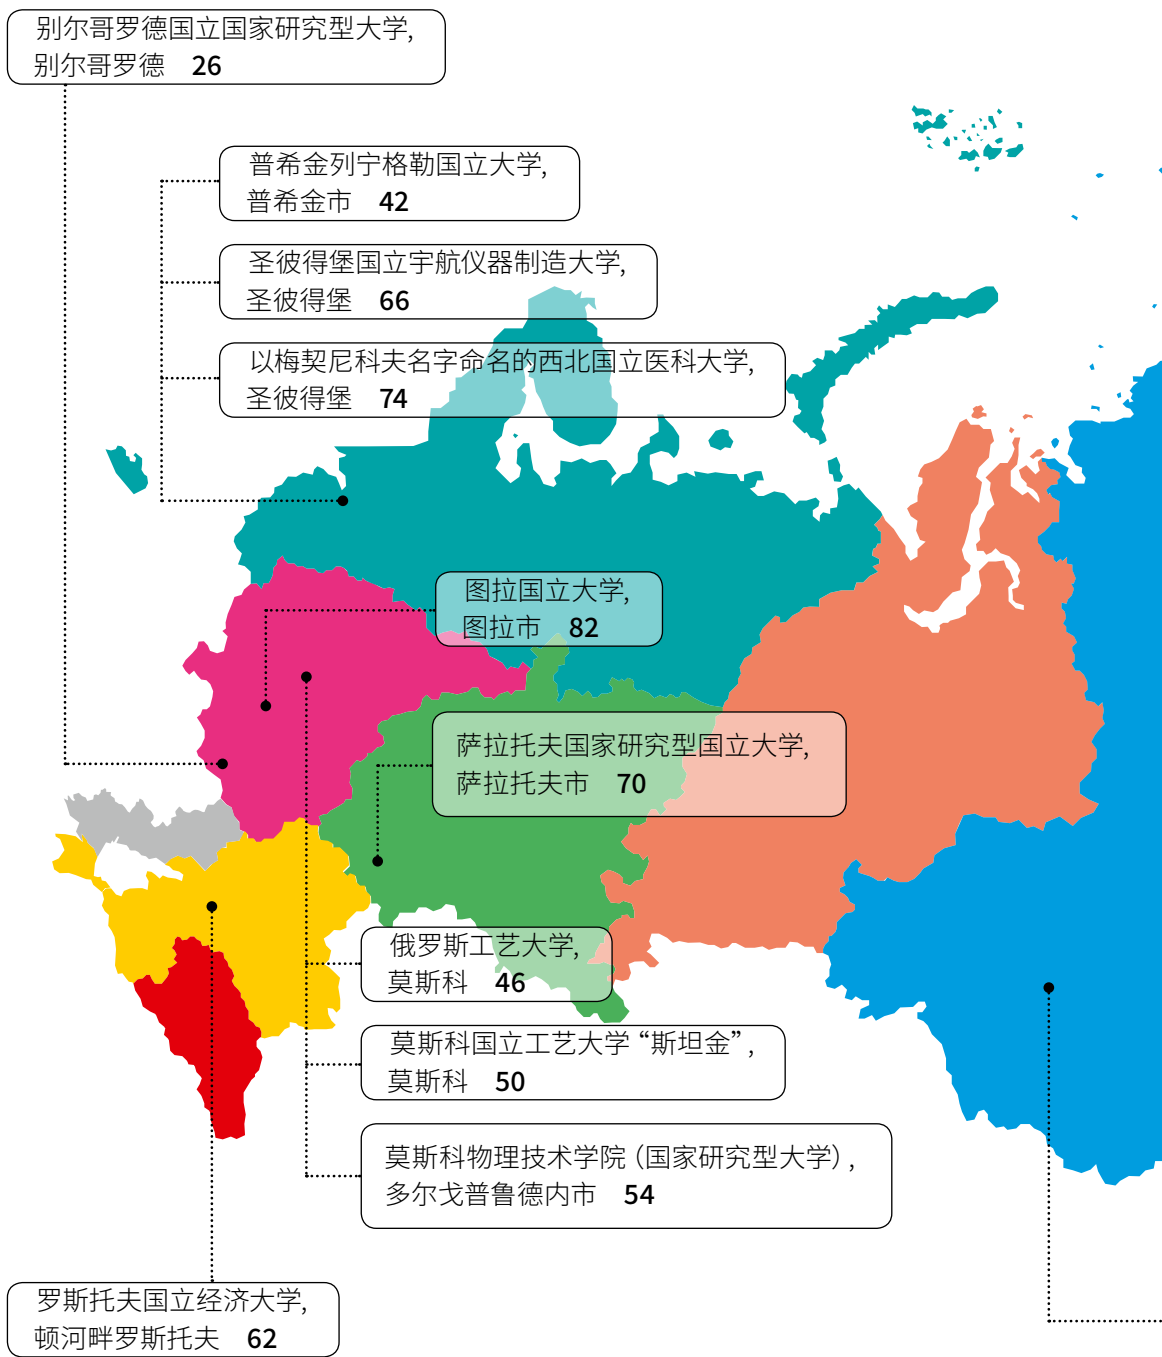 别尔哥罗德国立国家研究型大学,
别尔哥罗德 26
普希金列宁格勒国立大学,
普希金市 42
圣彼得堡国立宇航仪器制造大学,
圣彼得堡 66
以梅契尼科夫名字命名的西北国立医科大学,
圣彼得堡 74
图拉国立大学,
图拉市 82
萨拉托夫国家研究型国立大学,
萨拉托夫市 70
俄罗斯工艺大学,
莫斯科 46
莫斯科国立工艺大学“斯坦金”,
莫斯科 50
莫斯科物理技术学院(国家研究型大学),
多尔戈普鲁德内市 54
罗斯托夫国立经济大学,
顿河畔罗斯托夫 62